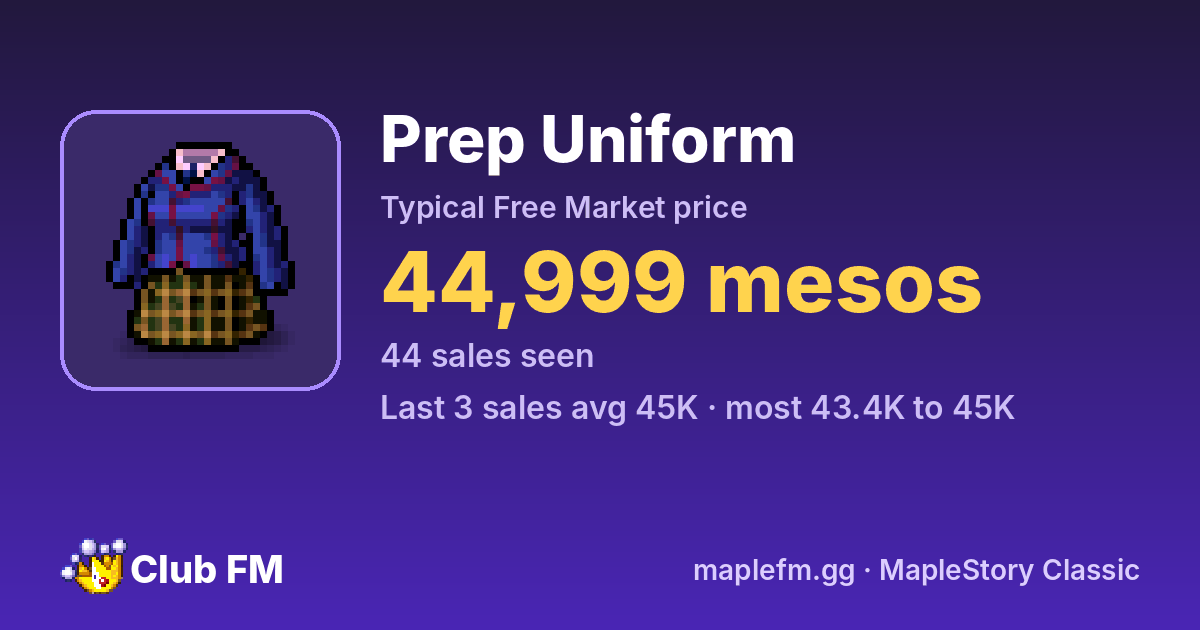 Prep Uniform
Typical Free Market price
44,999 mesos
44 sales seen
Last 3 sales avg 45K · most 43.4K to 45K
Club FM
maplefm.gg · MapleStory Classic